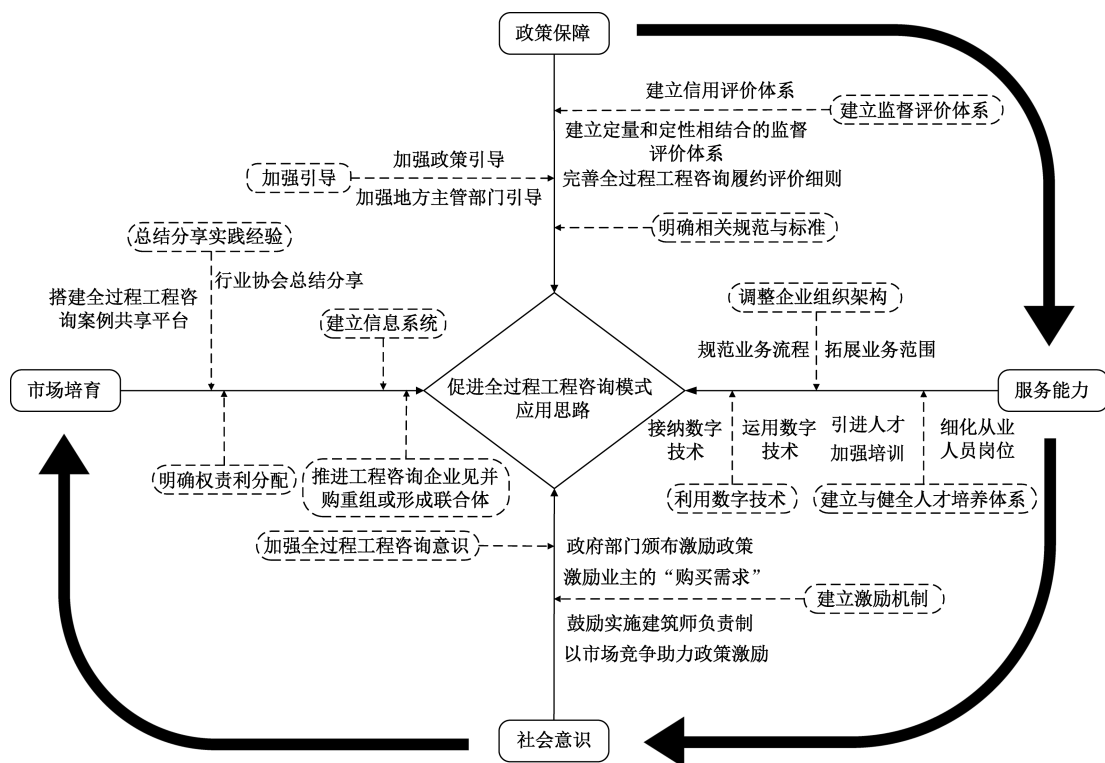 政策保障
建立信用评价体系
建立监督评价体系
建立定量和定性相结合的监督
评价体系
加强政策引导
加强引导
完善全过程工程咨询履约评价细则
加强地方主管部门引导
明确相关规范与标准
总结分享实践经验
行业协会总结分享
搭建全过程工程咨
询案例共享平台
调整企业组织架构
建立信息系统
规范业务流程
拓展业务范围
市场培育
促进全过程工程咨询模式
应用思路
服务能力
接纳数字
技术
运用数字
技术
引进人才
加强培训
细化从业
人员岗位
明确权责利分配
推进工程咨询企业见并
购重组或形成联合体
利用数字技术
建立与健全人才培养体系
加强全过程工程咨询意识
政府部门颁布激励政策
激励业主的“购买需求”
建立激励机制
鼓励实施建筑师负责制
以市场竞争助力政策激励
社会意识